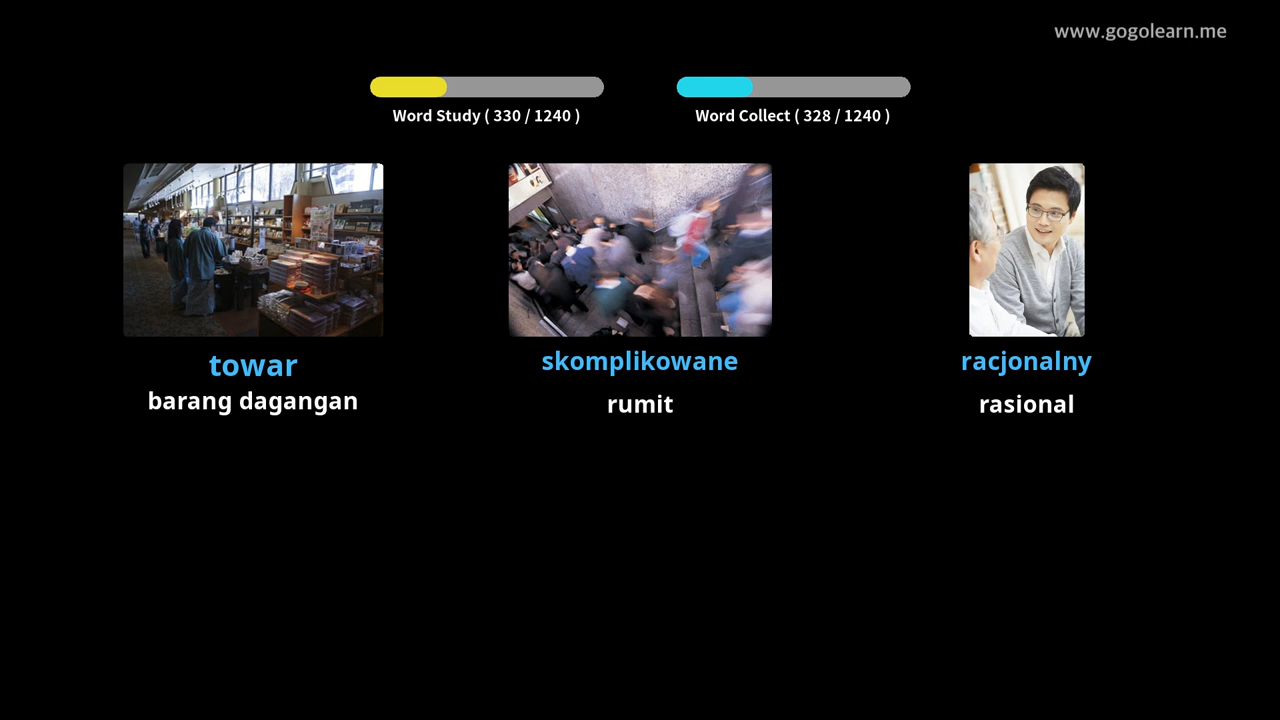 www.gogolearn.me
Word Study ( 330 / 1240 )
Word Collect ( 328 / 1240 )
towar
skomplikowane
racjonalny
barang dagangan
rumit
rasional